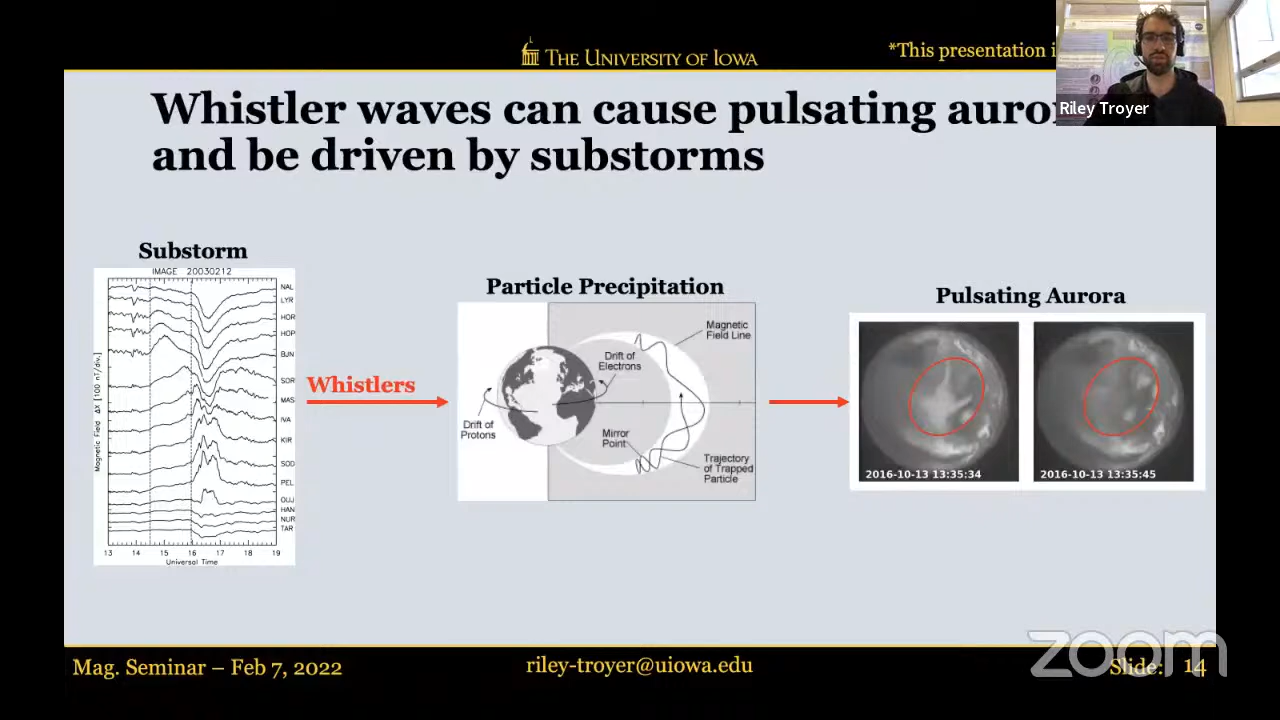 THE UNIVERSITY OF IOWA
*This presentation i
Riley Troyer
Whistler waves can cause pulsating auro
and be driven by substorms
Substorm
IMAGE 20030212
NAL
LYR
HOR
HOP
BJN
SOR
MAS
IVA
KIR
SOD
PEL
OUJ
HAN
NUR
TAR
Magnetic Field ΔX [100 nT/div.]
13 14 15 16 17 18 19
Universal Time
Whistlers
Particle Precipitation
Magnetic
Field Line
Drift of
Electrons
Drift of
Protons
Mirror
Point
Trajectory
of Trapped
Particle
Pulsating Aurora
2016-10-13 13:35:34
2016-10-13 13:35:45
Mag. Seminar – Feb 7, 2022
riley-troyer@uiowa.edu
Slide: 14
zoom